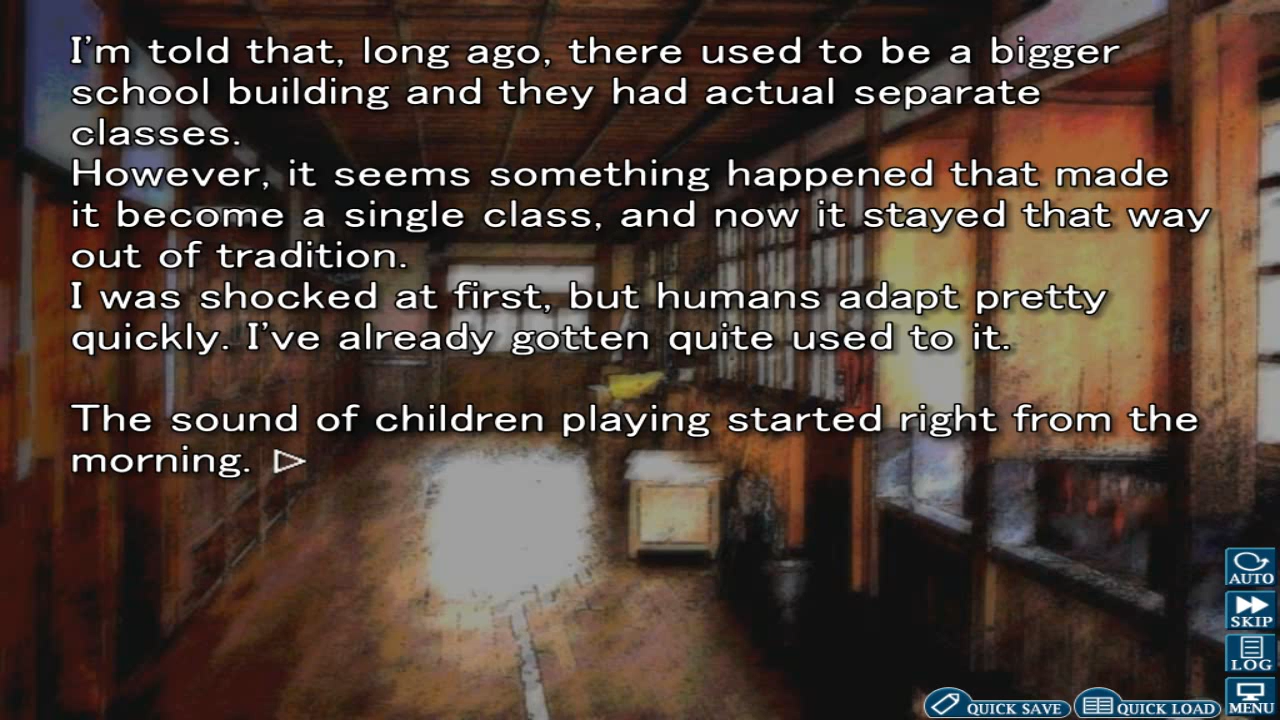 I'm told that, long ago, there used to be a bigger
school building and they had actual separate
classes.
However, it seems something happened that made
it become a single class, and now it stayed that way
out of tradition.
I was shocked at first, but humans adapt pretty
quickly. I've already gotten quite used to it.
The sound of children playing started right from the
morning.
AUTO
SKIP
LOG
MENU
QUICK SAVE
QUICK LOAD